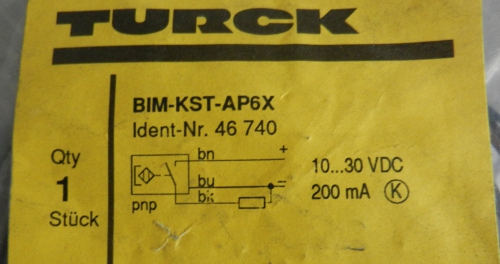 TURCK
BIM-KST-AP6X
Ident-Nr. 46 740
Qty
1
Stück
bn +
bu −
bk
pnp
10...30 VDC
200 mA K